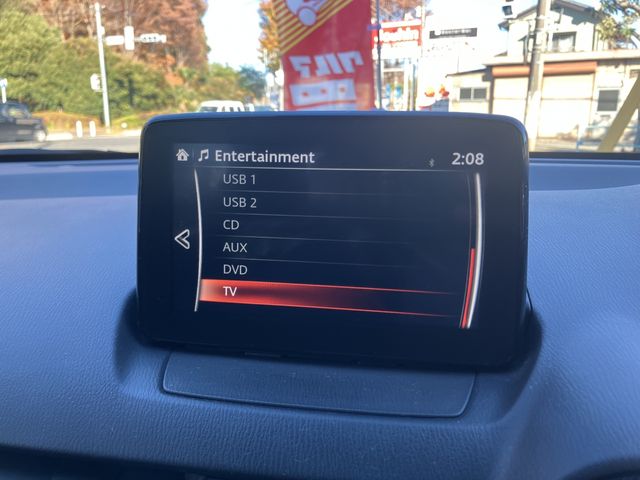 Entertainment
2:08
USB 1
USB 2
CD
AUX
DVD
TV